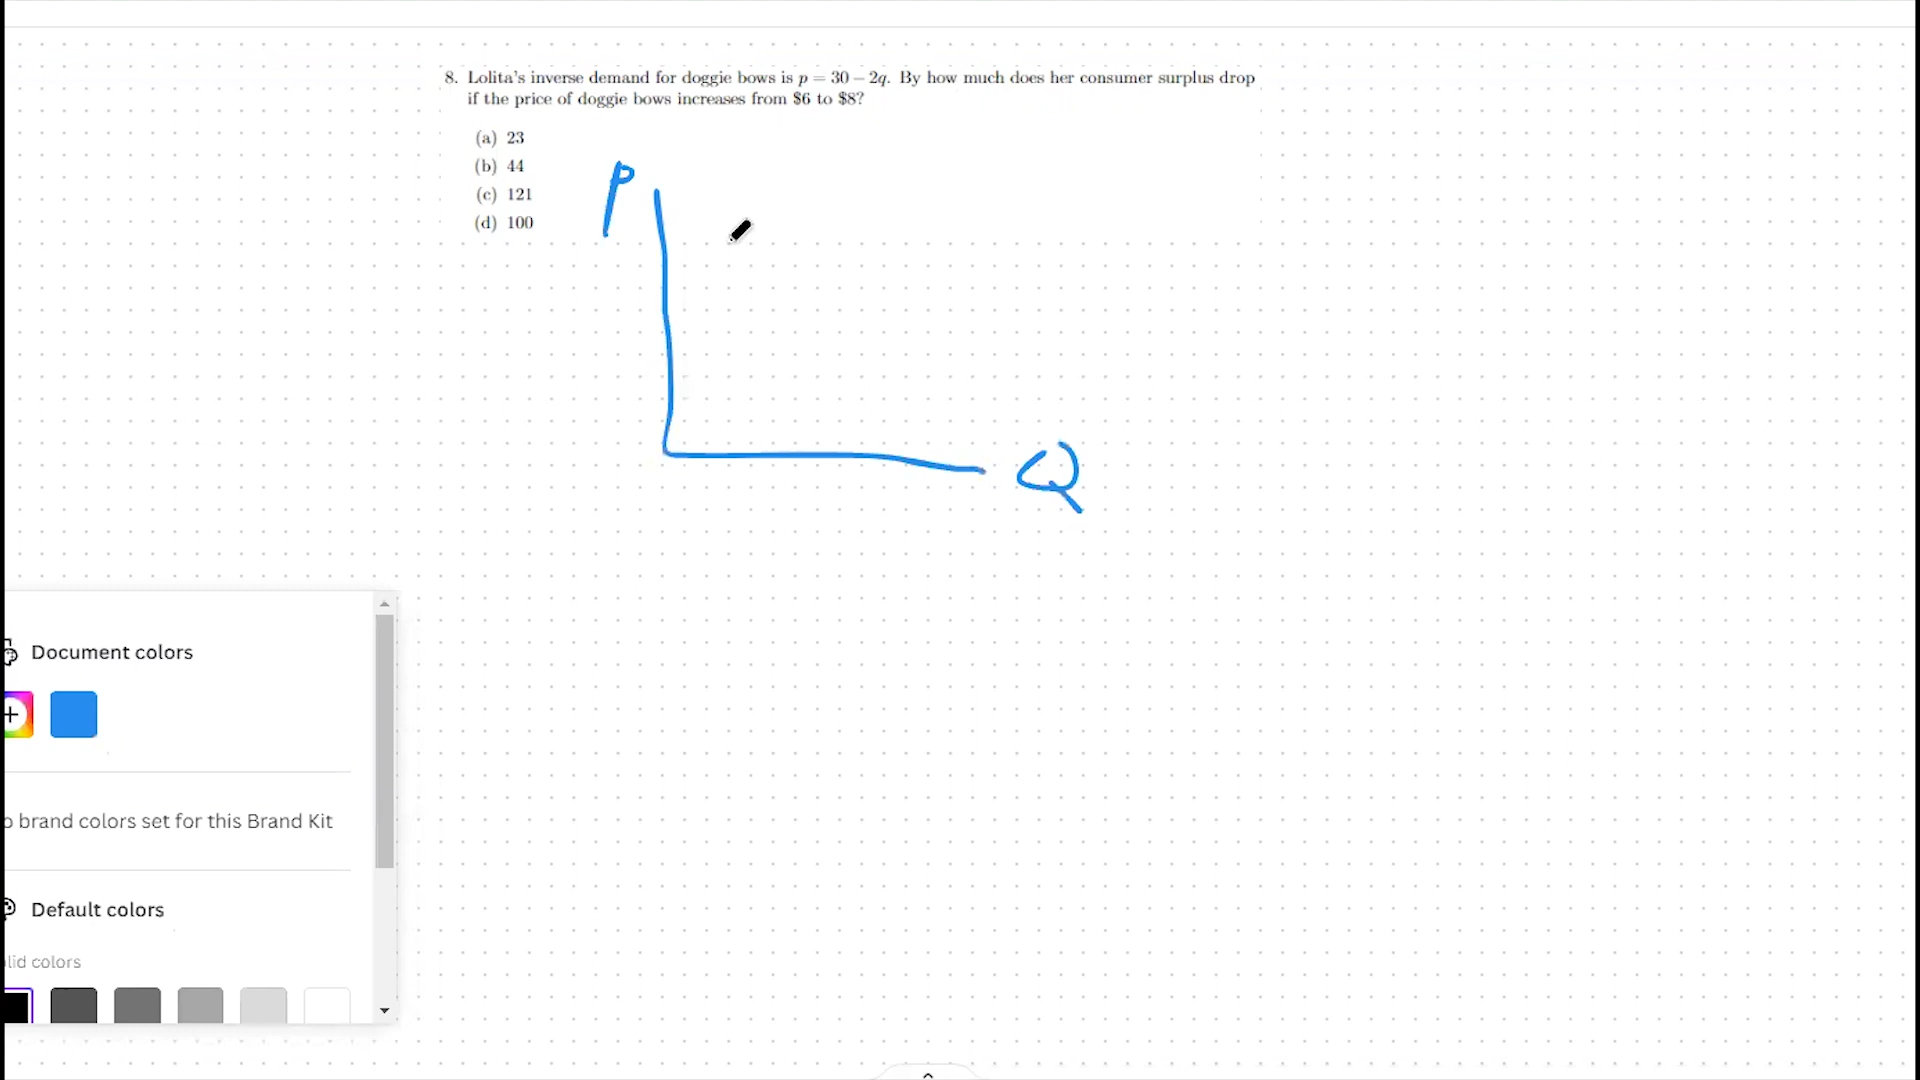 8. Lolita's inverse demand for doggie bows is p = 30 − 2q. By how much does her consumer surplus drop
if the price of doggie bows increases from $6 to $8?
(a) 23
(b) 44
(c) 121
(d) 100
P
Q
Document colors
brand colors set for this Brand Kit
Default colors
colors